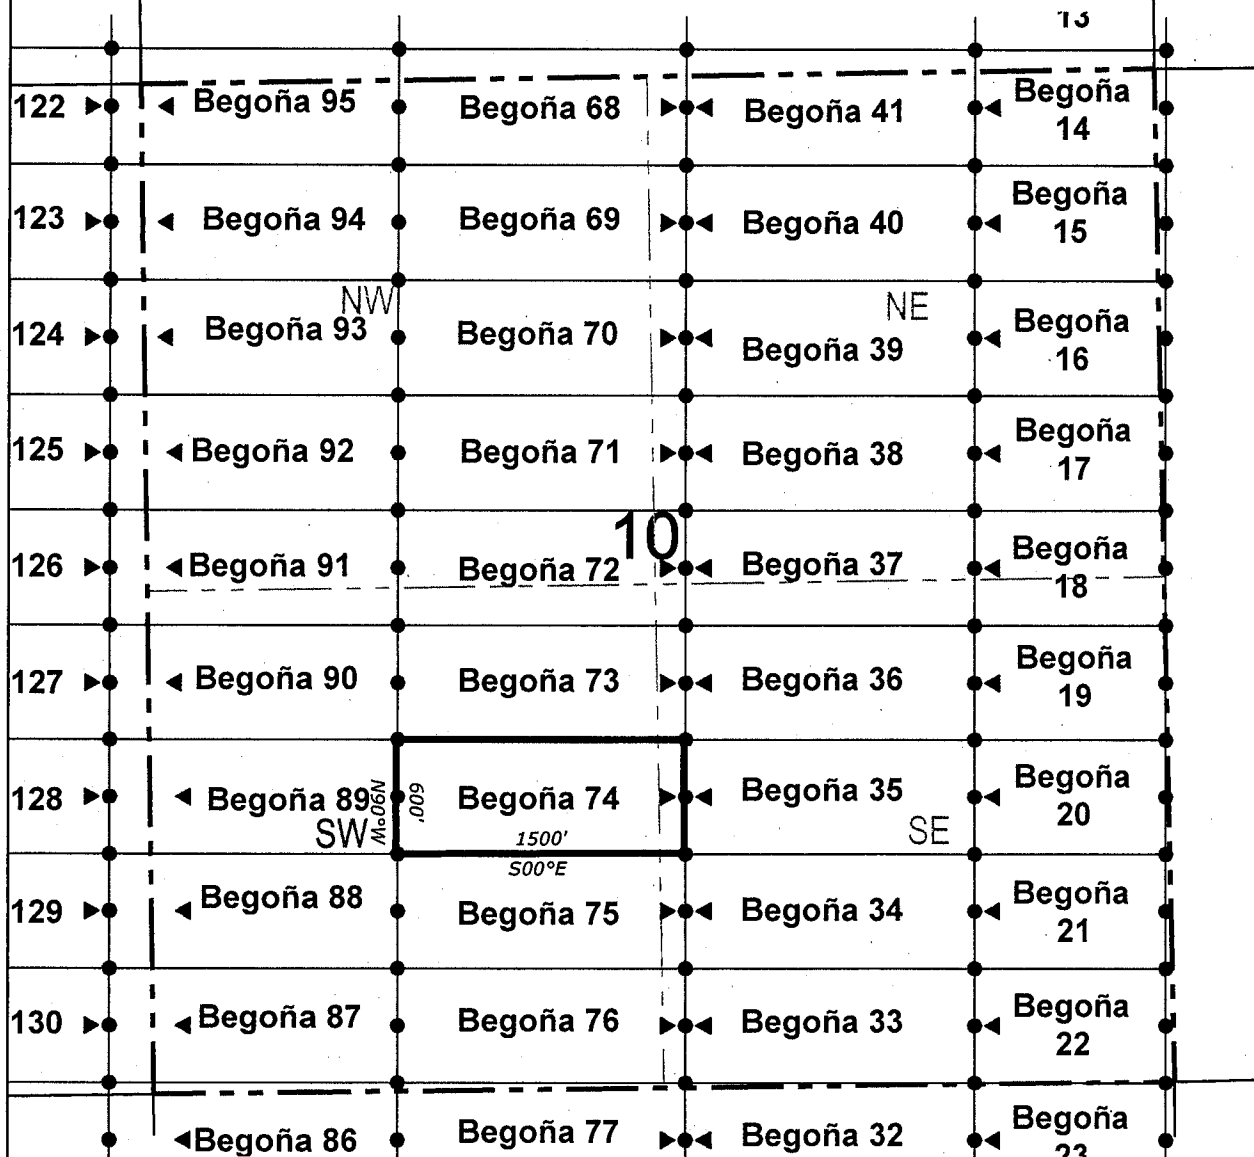 13
122 Begoña 95 Begoña 68 Begoña 41 Begoña
14
123 Begoña 94 Begoña 69 Begoña 40 Begoña
15
NW NE
124 Begoña 93 Begoña 70 Begoña 39 Begoña
16
125 Begoña 92 Begoña 71 Begoña 38 Begoña
17
10
126 Begoña 91 Begoña 72 Begoña 37 Begoña
18
127 Begoña 90 Begoña 73 Begoña 36 Begoña
19
128 Begoña 89 N90°W 600' Begoña 74 Begoña 35 Begoña
20
SW 1500' SE
S00°E
129 Begoña 88 Begoña 75 Begoña 34 Begoña
21
130 Begoña 87 Begoña 76 Begoña 33 Begoña
22
Begoña 86 Begoña 77 Begoña 32 Begoña
23